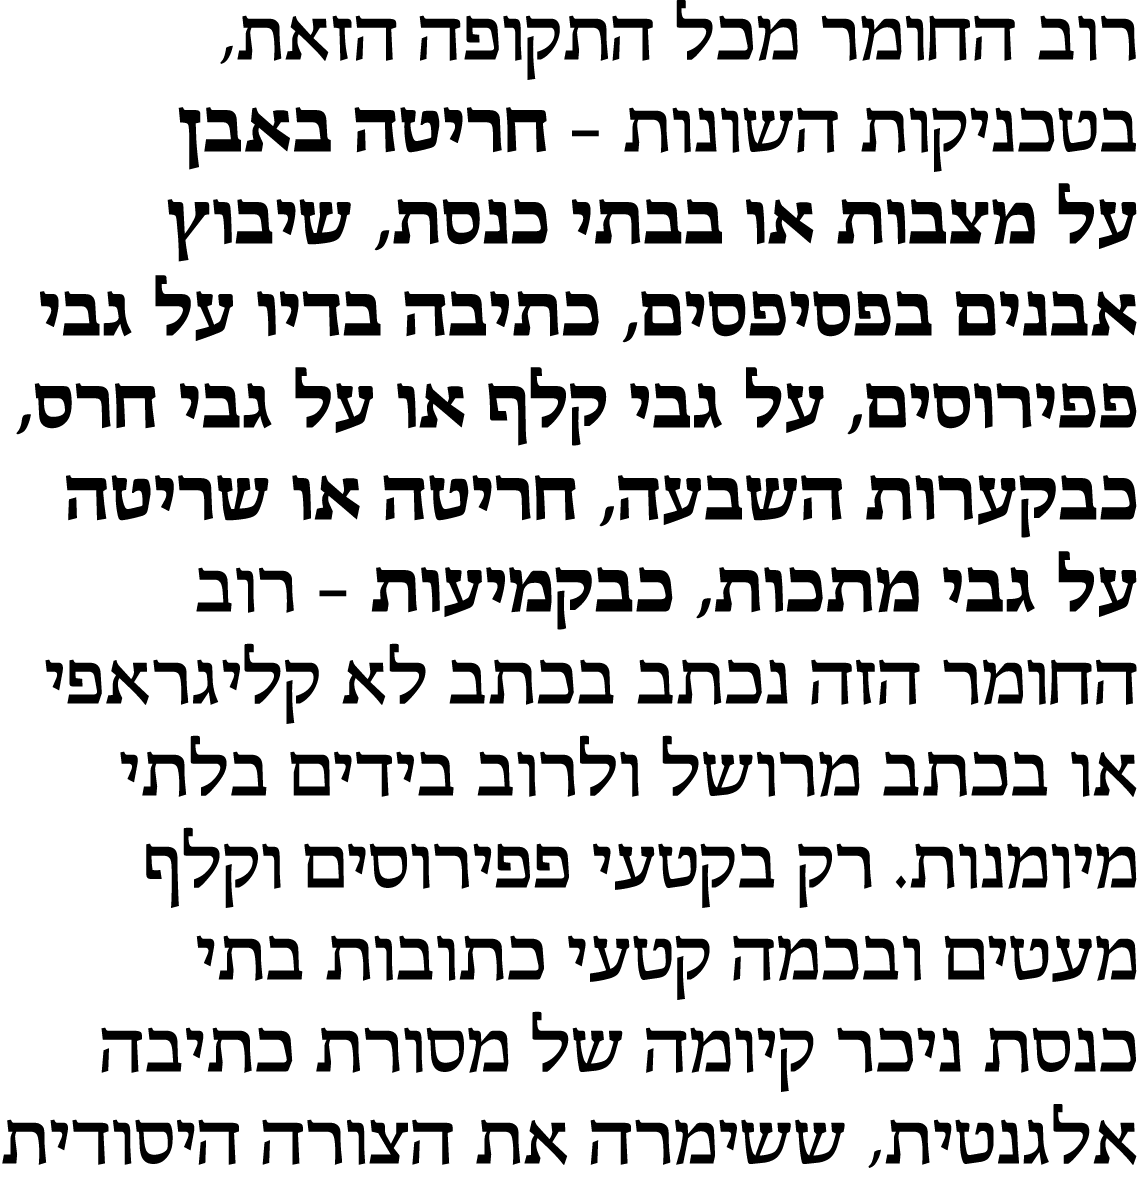 רוב החומר מכל התקופה הזאת,
בטכניקות השונות – חריטה באבן
על מצבות או בבתי כנסת, שיבוץ
אבנים בפסיפסים, כתיבה בדיו על גבי
פפירוסים, על גבי קלף או על גבי חרס,
כבקערות השבעה, חריטה או שריטה
על גבי מתכות, כבקמיעות – רוב
החומר הזה נכתב בכתב לא קליגראפי
או בכתב מרושל ולרוב בידים בלתי
מיומנות. רק בקטעי פפירוסים וקלף
מעטים ובכמה קטעי כתובות בתי
כנסת ניכר קיומה של מסורת כתיבה
אלגנטית, ששימרה את הצורה היסודית